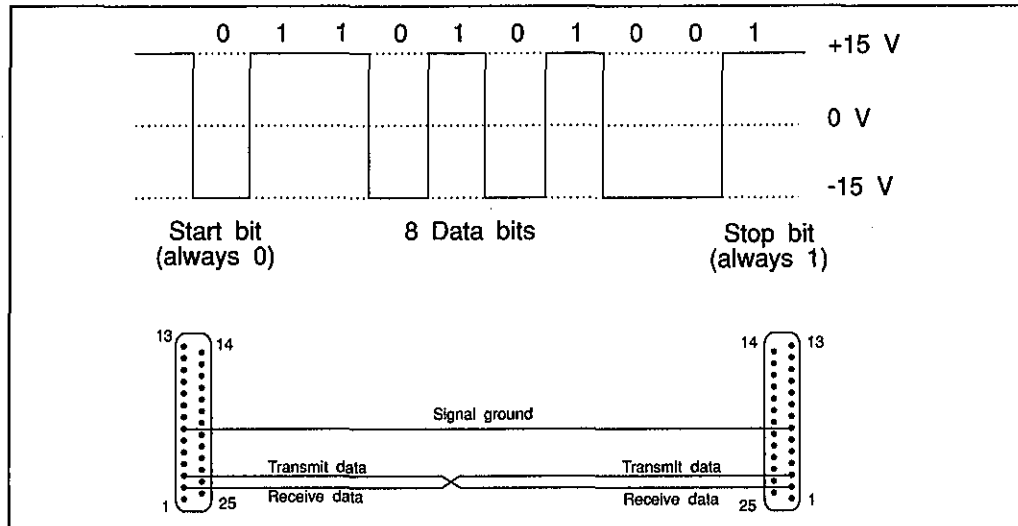 0 1 1 0 1 0 1 0 0 1
+15 V
0 V
-15 V
Start bit
(always 0)
8 Data bits
Stop bit
(always 1)
13
14
14
13
Signal ground
Transmit data
Transmit data
Receive data
Receive data
1
25
25
1